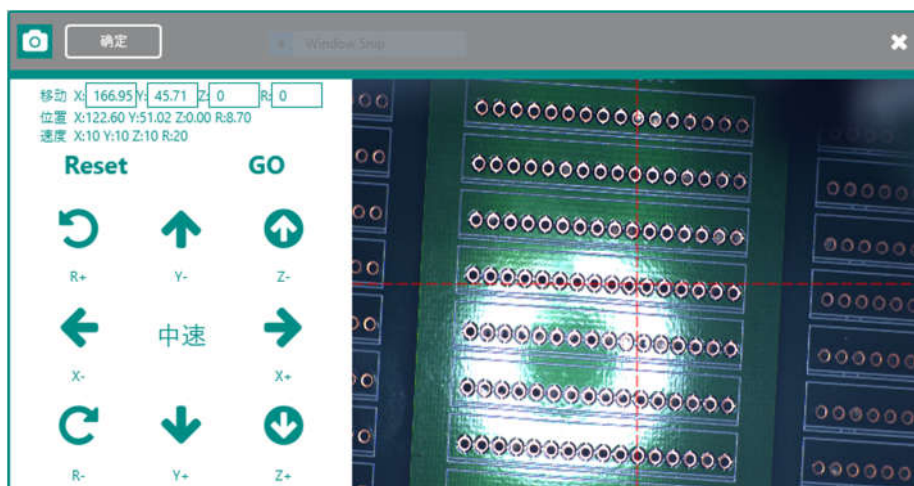 确定
Window Snip
移动 X: 166.95 Y: 45.71 Z: 0 R: 0
位置 X:122.60 Y:51.02 Z:0.00 R:8.70
速度 X:10 Y:10 Z:10 R:20
Reset GO
R+ Y- Z-
X- 中速 X+
R- Y+ Z+